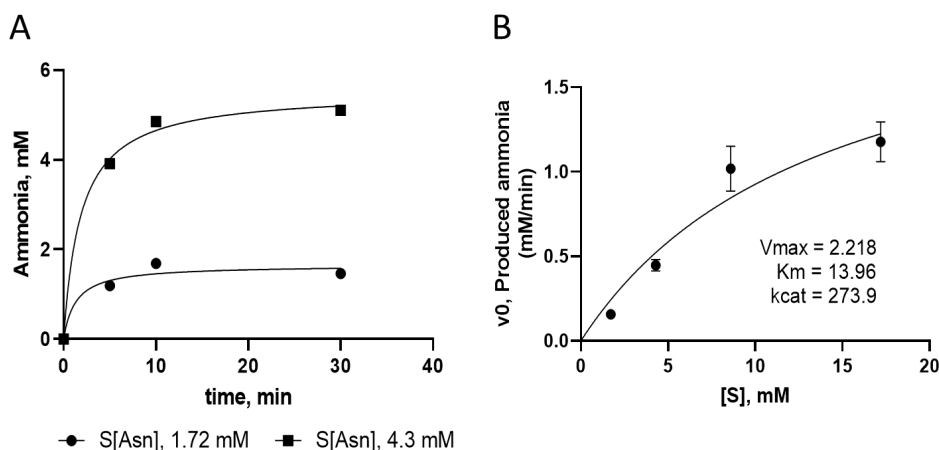 A
B
6
4
2
0
Ammonia, mM
0
10
20
30
40
time, min
S[Asn], 1.72 mM
S[Asn], 4.3 mM
1.5
1.0
0.5
0.0
v0, Produced ammonia
(mM/min)
Vmax = 2.218
Km = 13.96
kcat = 273.9
0
5
10
15
20
[S], mM